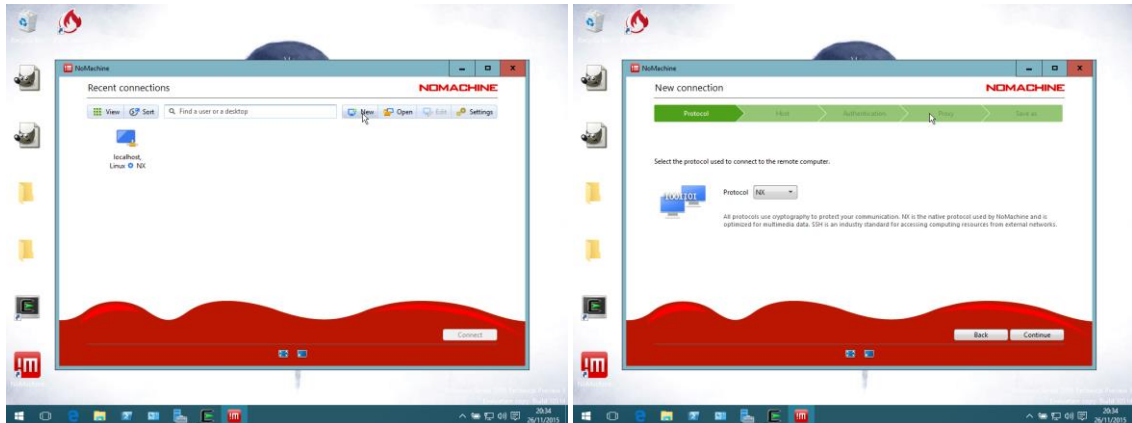 NoMachine
Recent connections
NOMACHINE
View
Sort
Find a user or a desktop
New
Open
Edit
Settings
localhost,
Linux NX
Connect
20:34
26/11/2015
NoMachine
New connection
NOMACHINE
Protocol
Host
Authentication
Proxy
Save as
Select the protocol used to connect to the remote computer.
Protocol NX
All protocols use cryptography to protect your communication. NX is the native protocol used by NoMachine and is
optimized for multimedia data. SSH is an industry standard for accessing computing resources from external networks.
Back
Continue
20:34
26/11/2015